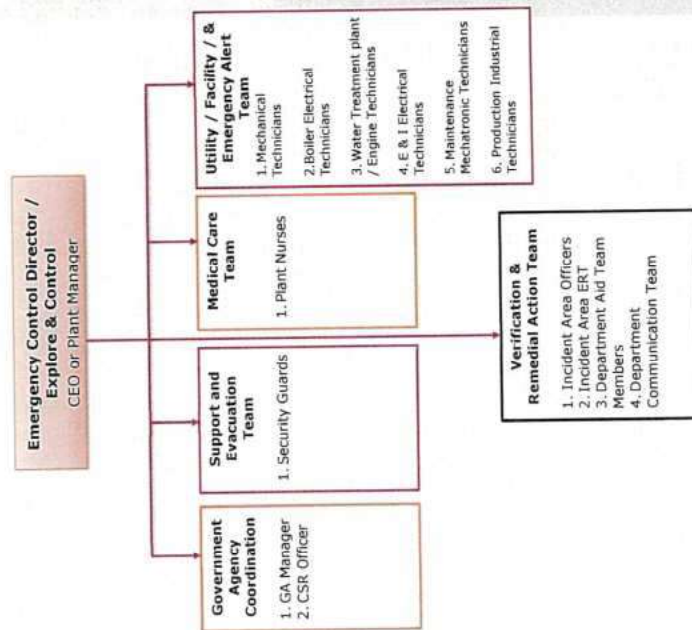 Emergency Control Director /
Explore & Control
CEO or Plant Manager
Government
Agency
Coordination
1. GA Manager
2. CSR Officer
Support and
Evacuation
Team
1. Security Guards
Medical Care
Team
1. Plant Nurses
Utility / Facility / &
Emergency Alert
Team
1. Mechanical
Technicians
2. Boiler Electrical
Technicians
3. Water Treatment plant
/ Engine Technicians
4. E & I Electrical
Technicians
5. Maintenance
Mechatronic Technicians
6. Production Industrial
Technicians
Verification &
Remedial Action Team
1. Incident Area Officers
2. Incident Area ERT
3. Department Aid Team
Members
4. Department
Communication Team